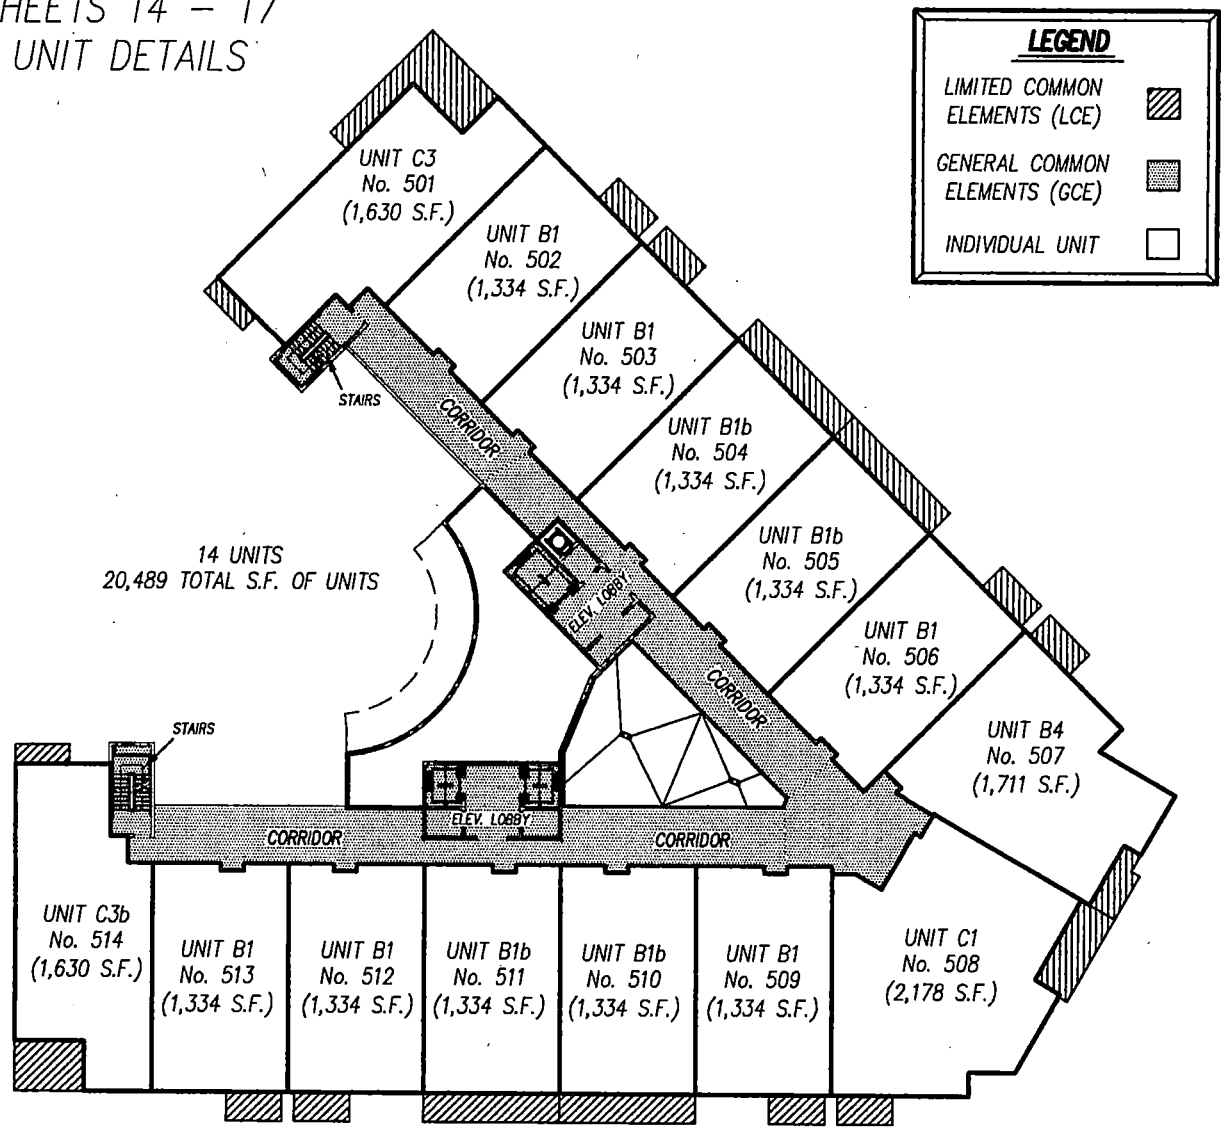 HEETS 14 – 17
UNIT DETAILS
LEGEND
LIMITED COMMON
ELEMENTS (LCE)
GENERAL COMMON
ELEMENTS (GCE)
INDIVIDUAL UNIT
UNIT C3
No. 501
(1,630 S.F.)
UNIT B1
No. 502
(1,334 S.F.)
UNIT B1
No. 503
(1,334 S.F.)
STAIRS
CORRIDOR
UNIT B1b
No. 504
(1,334 S.F.)
UNIT B1b
No. 505
(1,334 S.F.)
14 UNITS
20,489 TOTAL S.F. OF UNITS
ELEV. LOBBY
UNIT B1
No. 506
(1,334 S.F.)
CORRIDOR
UNIT B4
No. 507
(1,711 S.F.)
STAIRS
ELEV. LOBBY
CORRIDOR
CORRIDOR
UNIT C3b
No. 514
(1,630 S.F.)
UNIT B1
No. 513
(1,334 S.F.)
UNIT B1
No. 512
(1,334 S.F.)
UNIT B1b
No. 511
(1,334 S.F.)
UNIT B1b
No. 510
(1,334 S.F.)
UNIT B1
No. 509
(1,334 S.F.)
UNIT C1
No. 508
(2,178 S.F.)